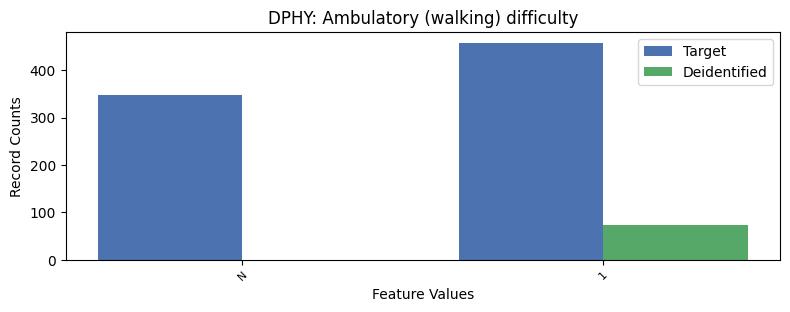 DPHY: Ambulatory (walking) difficulty
Target
Deidentified
Record Counts
400
300
200
100
0
N
1
Feature Values